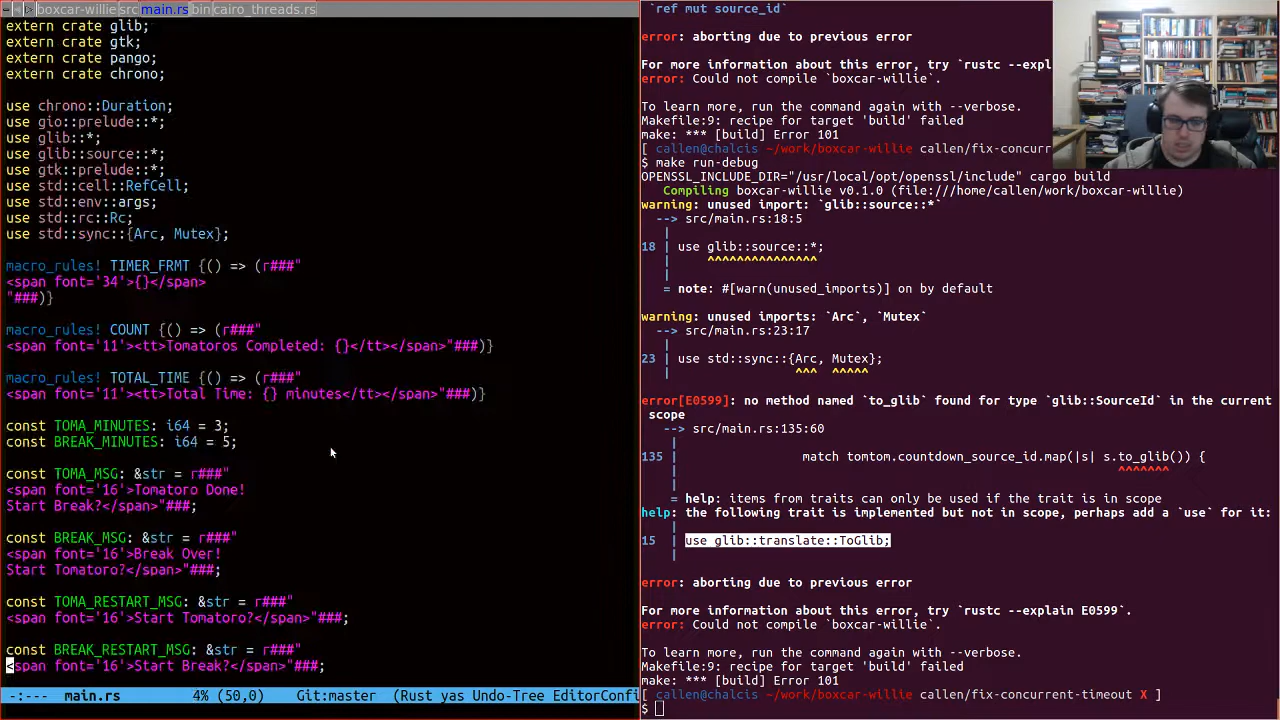 boxcar-willie src main.rs bin cairo_threads.rs
extern crate glib;
extern crate gtk;
extern crate pango;
extern crate chrono;
use chrono::Duration;
use gio::prelude::*;
use glib::*;
use glib::source::*;
use gtk::prelude::*;
use std::cell::RefCell;
use std::env::args;
use std::rc::Rc;
use std::sync::{Arc, Mutex};
macro_rules! TIMER_FRMT {() => (r###"
<span font='34'>{}</span>
"###)}
macro_rules! COUNT {() => (r###"
<span font='11'><tt>Tomatoros Completed: {}</tt></span>"###)}
macro_rules! TOTAL_TIME {() => (r###"
<span font='11'><tt>Total Time: {} minutes</tt></span>"###)}
const TOMA_MINUTES: i64 = 3;
const BREAK_MINUTES: i64 = 5;
const TOMA_MSG: &str = r###"
<span font='16'>Tomatoro Done!
Start Break?</span>"###;
const BREAK_MSG: &str = r###"
<span font='16'>Break Over!
Start Tomatoro?</span>"###;
const TOMA_RESTART_MSG: &str = r###"
<span font='16'>Start Tomatoro?</span>"###;
const BREAK_RESTART_MSG: &str = r###"
<span font='16'>Start Break?</span>"###;
-:--- main.rs 4% (50,0) Git:master (Rust yas Undo-Tree EditorConfi
`ref mut source_id`
error: aborting due to previous error
For more information about this error, try `rustc --expl
error: Could not compile `boxcar-willie`.
To learn more, run the command again with --verbose.
Makefile:9: recipe for target 'build' failed
make: *** [build] Error 101
[ callen@chalcis ~/work/boxcar-willie callen/fix-concurr
$ make run-debug
OPENSSL_INCLUDE_DIR="/usr/local/opt/openssl/include" cargo build
Compiling boxcar-willie v0.1.0 (file:///home/callen/work/boxcar-willie)
warning: unused import: `glib::source::*`
--> src/main.rs:18:5
|
18 | use glib::source::*;
| ^^^^^^^^^^^^^^^
|
= note: #[warn(unused_imports)] on by default
warning: unused imports: `Arc`, `Mutex`
--> src/main.rs:23:17
|
23 | use std::sync::{Arc, Mutex};
| ^^^ ^^^^^
error[E0599]: no method named `to_glib` found for type `glib::SourceId` in the current
scope
--> src/main.rs:135:60
|
135 | match tomtom.countdown_source_id.map(|s| s.to_glib()) {
| ^^^^^^^
|
= help: items from traits can only be used if the trait is in scope
help: the following trait is implemented but not in scope, perhaps add a `use` for it:
|
15 | use glib::translate::ToGlib;
|
error: aborting due to previous error
For more information about this error, try `rustc --explain E0599`.
error: Could not compile `boxcar-willie`.
To learn more, run the command again with --verbose.
Makefile:9: recipe for target 'build' failed
make: *** [build] Error 101
[ callen@chalcis ~/work/boxcar-willie callen/fix-concurrent-timeout X ]
$